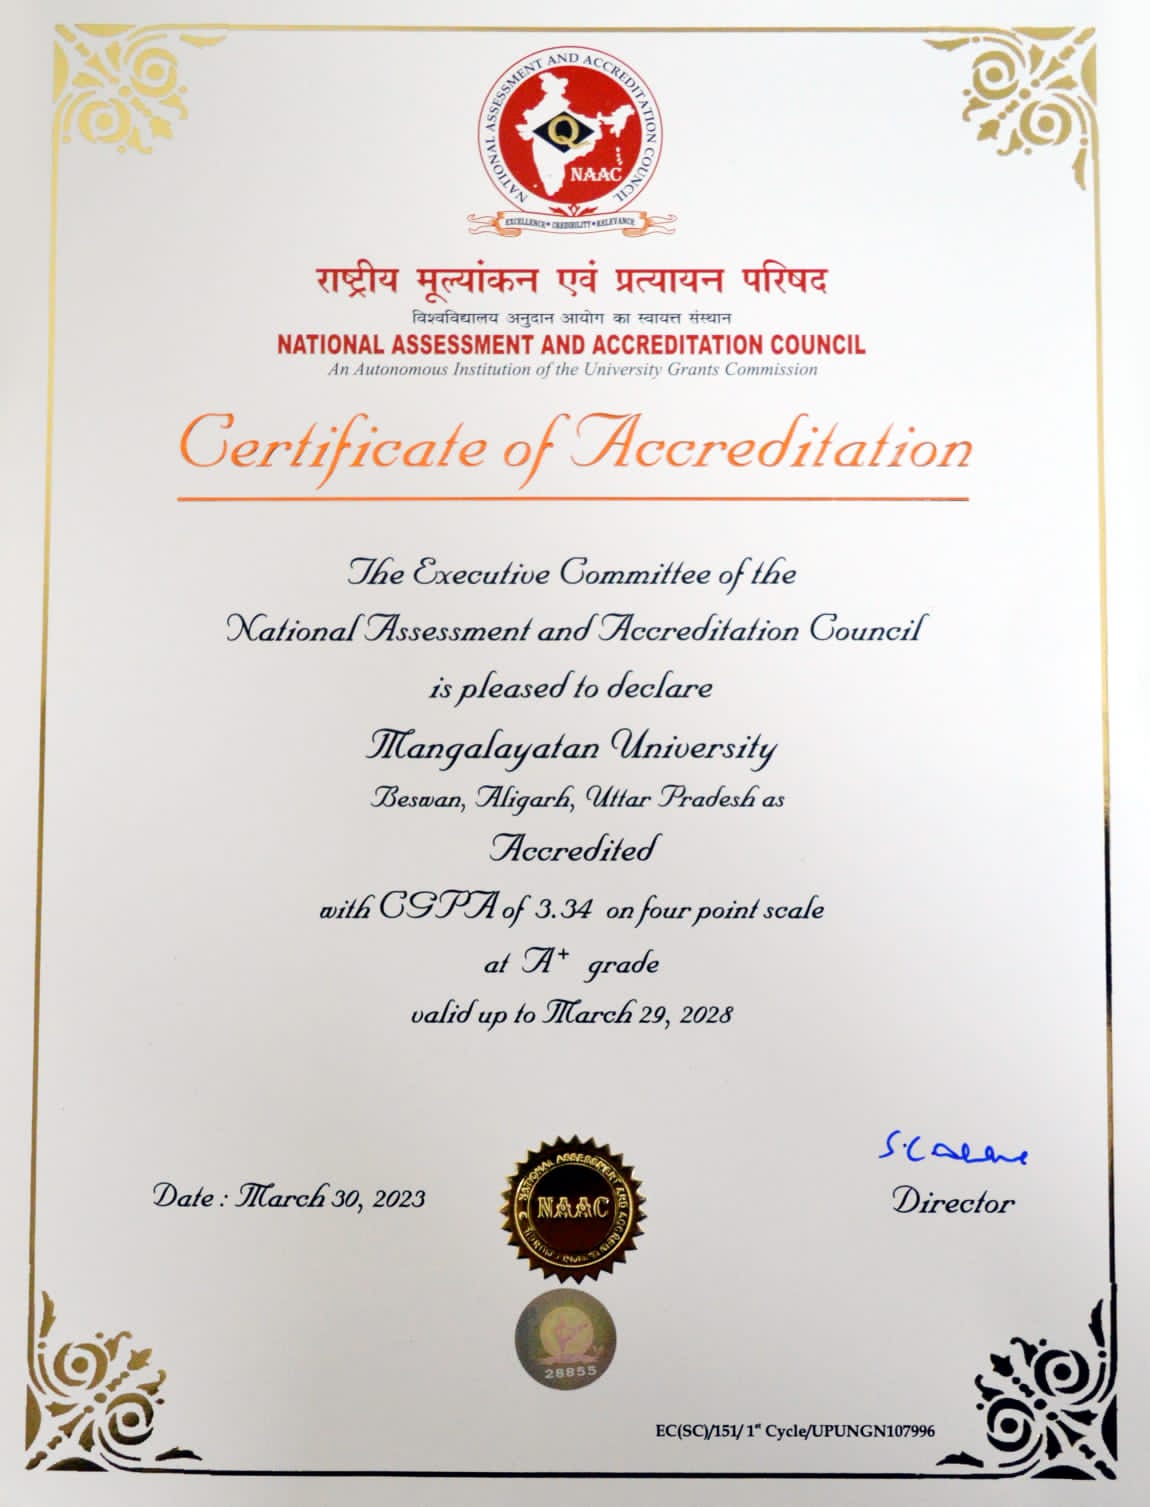 NATIONAL ASSESSMENT AND ACCREDITATION COUNCIL
Q
NAAC
EXCELLENCE • CREDIBILITY • RELEVANCE
राष्ट्रीय मूल्यांकन एवं प्रत्यायन परिषद
विश्वविद्यालय अनुदान आयोग का स्वायत्त संस्थान
NATIONAL ASSESSMENT AND ACCREDITATION COUNCIL
An Autonomous Institution of the University Grants Commission
Certificate of Accreditation
The Executive Committee of the
National Assessment and Accreditation Council
is pleased to declare
Mangalayatan University
Beswan, Aligarh, Uttar Pradesh as
Accredited
with CGPA of 3.34 on four point scale
at A+ grade
valid up to March 29, 2028
Date : March 30, 2023
NATIONAL ASSESSMENT AND
NAAC
Director
28855
EC(SC)/151/ 1st Cycle/UPUNGN107996